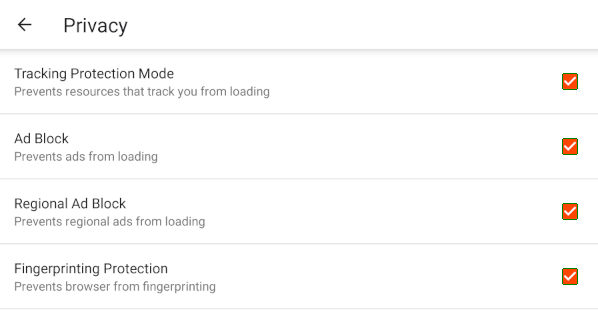 Privacy
Tracking Protection Mode
Prevents resources that track you from loading
Ad Block
Prevents ads from loading
Regional Ad Block
Prevents regional ads from loading
Fingerprinting Protection
Prevents browser from fingerprinting